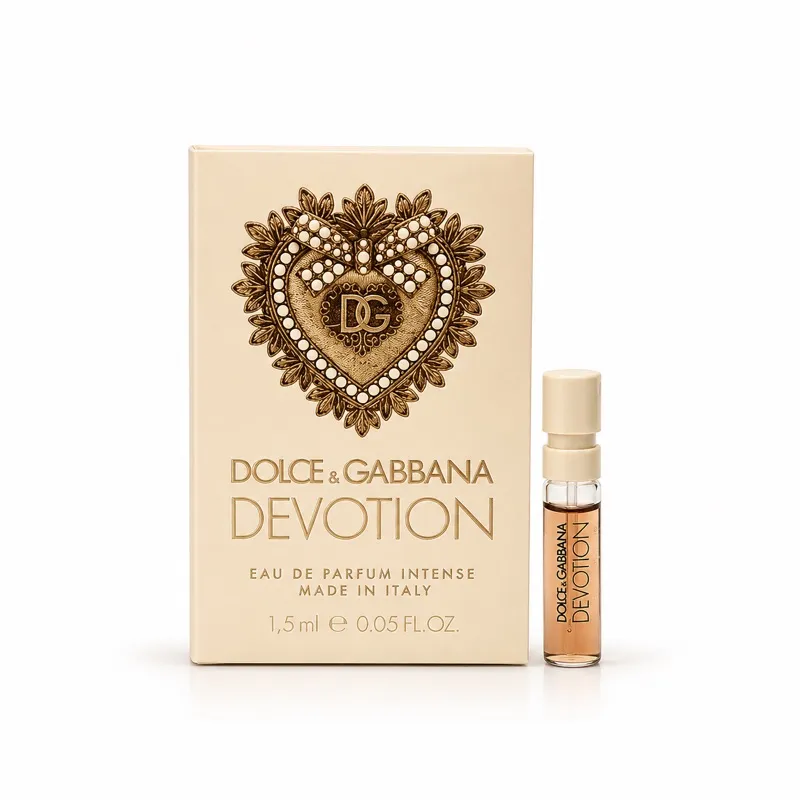 DG
DOLCE & GABBANA
DEVOTION
EAU DE PARFUM INTENSE
MADE IN ITALY
1,5 ml ℮ 0.05 FL.OZ.
DOLCE & GABBANA
DEVOTION